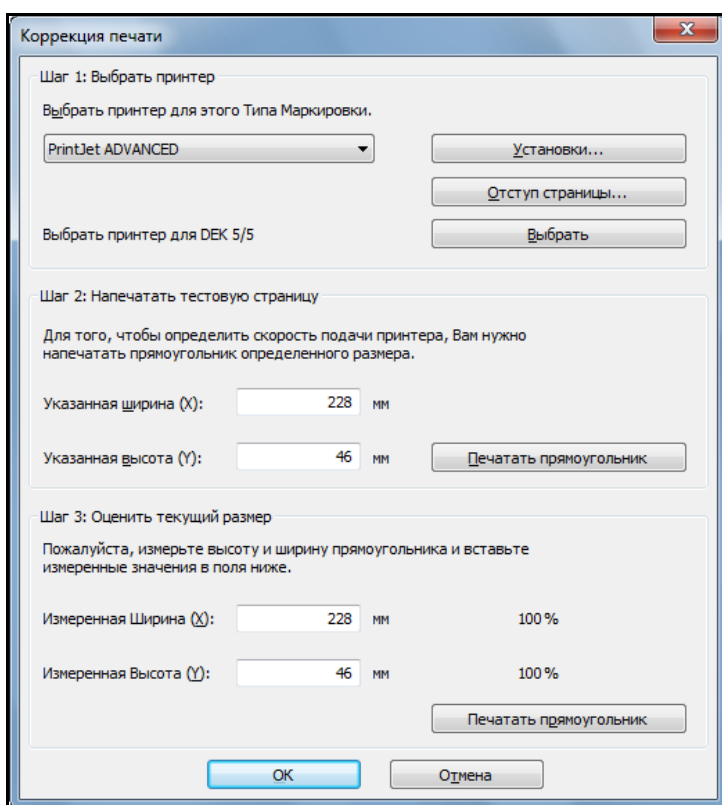 Коррекция печати
Шаг 1: Выбрать принтер
Выбрать принтер для этого Типа Маркировки.
PrintJet ADVANCED
Установки...
Отступ страницы...
Выбрать принтер для DEK 5/5
Выбрать
Шаг 2: Напечатать тестовую страницу
Для того, чтобы определить скорость подачи принтера, Вам нужно
напечатать прямоугольник определенного размера.
Указанная ширина (X): 228 мм
Указанная высота (Y): 46 мм
Печатать прямоугольник
Шаг 3: Оценить текущий размер
Пожалуйста, измерьте высоту и ширину прямоугольника и вставьте
измеренные значения в поля ниже.
Измеренная Ширина (X): 228 мм 100 %
Измеренная Высота (Y): 46 мм 100 %
Печатать прямоугольник
OK
Отмена